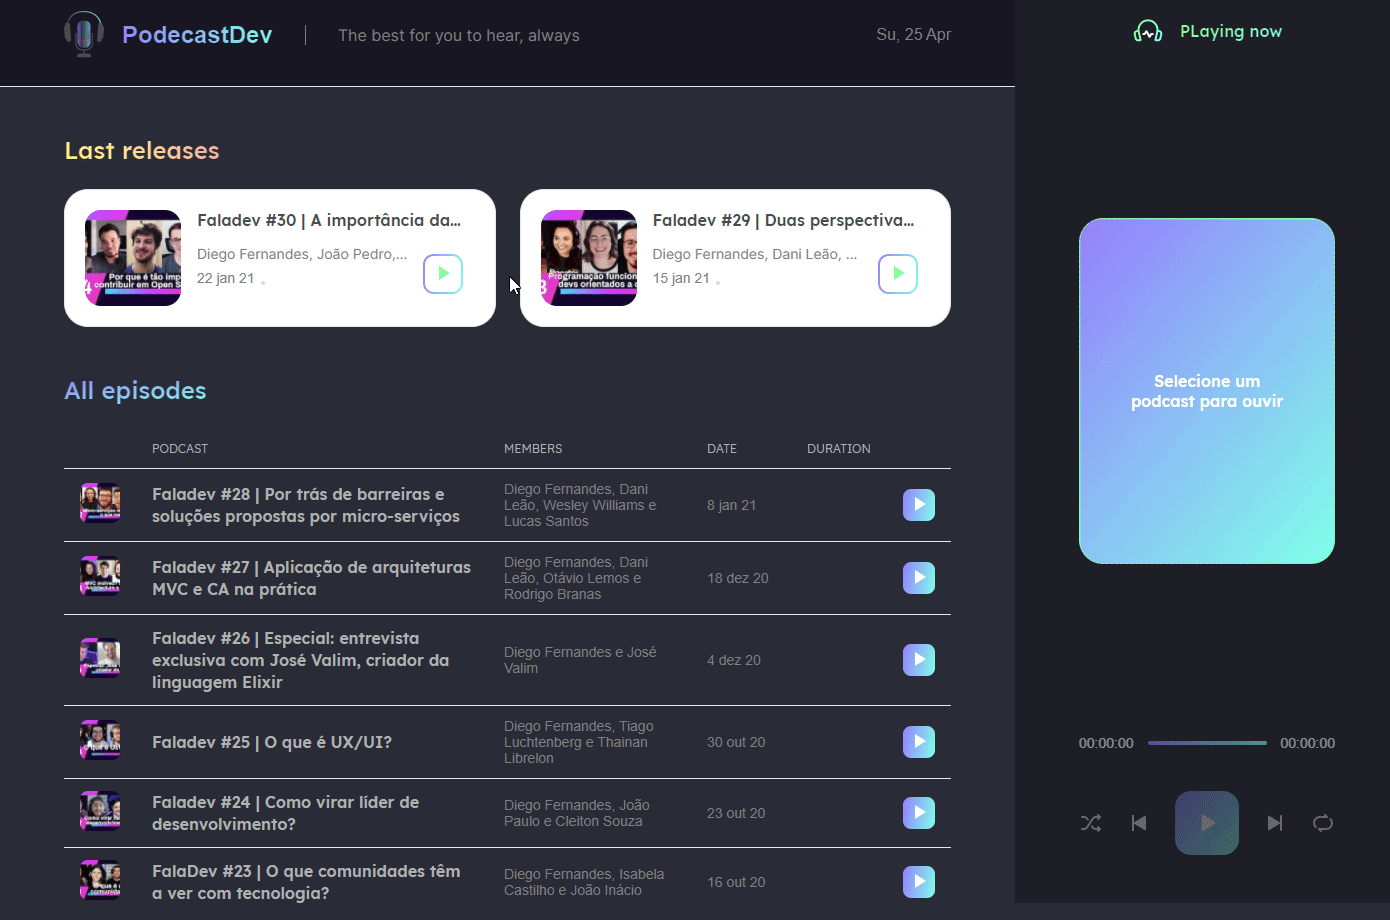 PodecastDev
The best for you to hear, always
Su, 25 Apr
PLaying now
Last releases
Faladev #30 | A importância da...
Diego Fernandes, João Pedro,...
22 jan 21
Por que é tão imp
contribuir em Open S
Faladev #29 | Duas perspectiva...
Diego Fernandes, Dani Leão, ...
15 jan 21
Programação funcion
devs orientados a o
All episodes
PODCAST MEMBERS DATE DURATION
Faladev #28 | Por trás de barreiras e
soluções propostas por micro-serviços
Diego Fernandes, Dani
Leão, Wesley Williams e
Lucas Santos
8 jan 21
Faladev #27 | Aplicação de arquiteturas
MVC e CA na prática
Diego Fernandes, Dani
Leão, Otávio Lemos e
Rodrigo Branas
18 dez 20
Faladev #26 | Especial: entrevista
exclusiva com José Valim, criador da
linguagem Elixir
Diego Fernandes e José
Valim
4 dez 20
Faladev #25 | O que é UX/UI?
Diego Fernandes, Tiago
Luchtenberg e Thainan
Librelon
30 out 20
Faladev #24 | Como virar líder de
desenvolvimento?
Diego Fernandes, João
Paulo e Cleiton Souza
23 out 20
FalaDev #23 | O que comunidades têm
a ver com tecnologia?
Diego Fernandes, Isabela
Castilho e João Inácio
16 out 20
Selecione um
podcast para ouvir
00:00:00 00:00:00